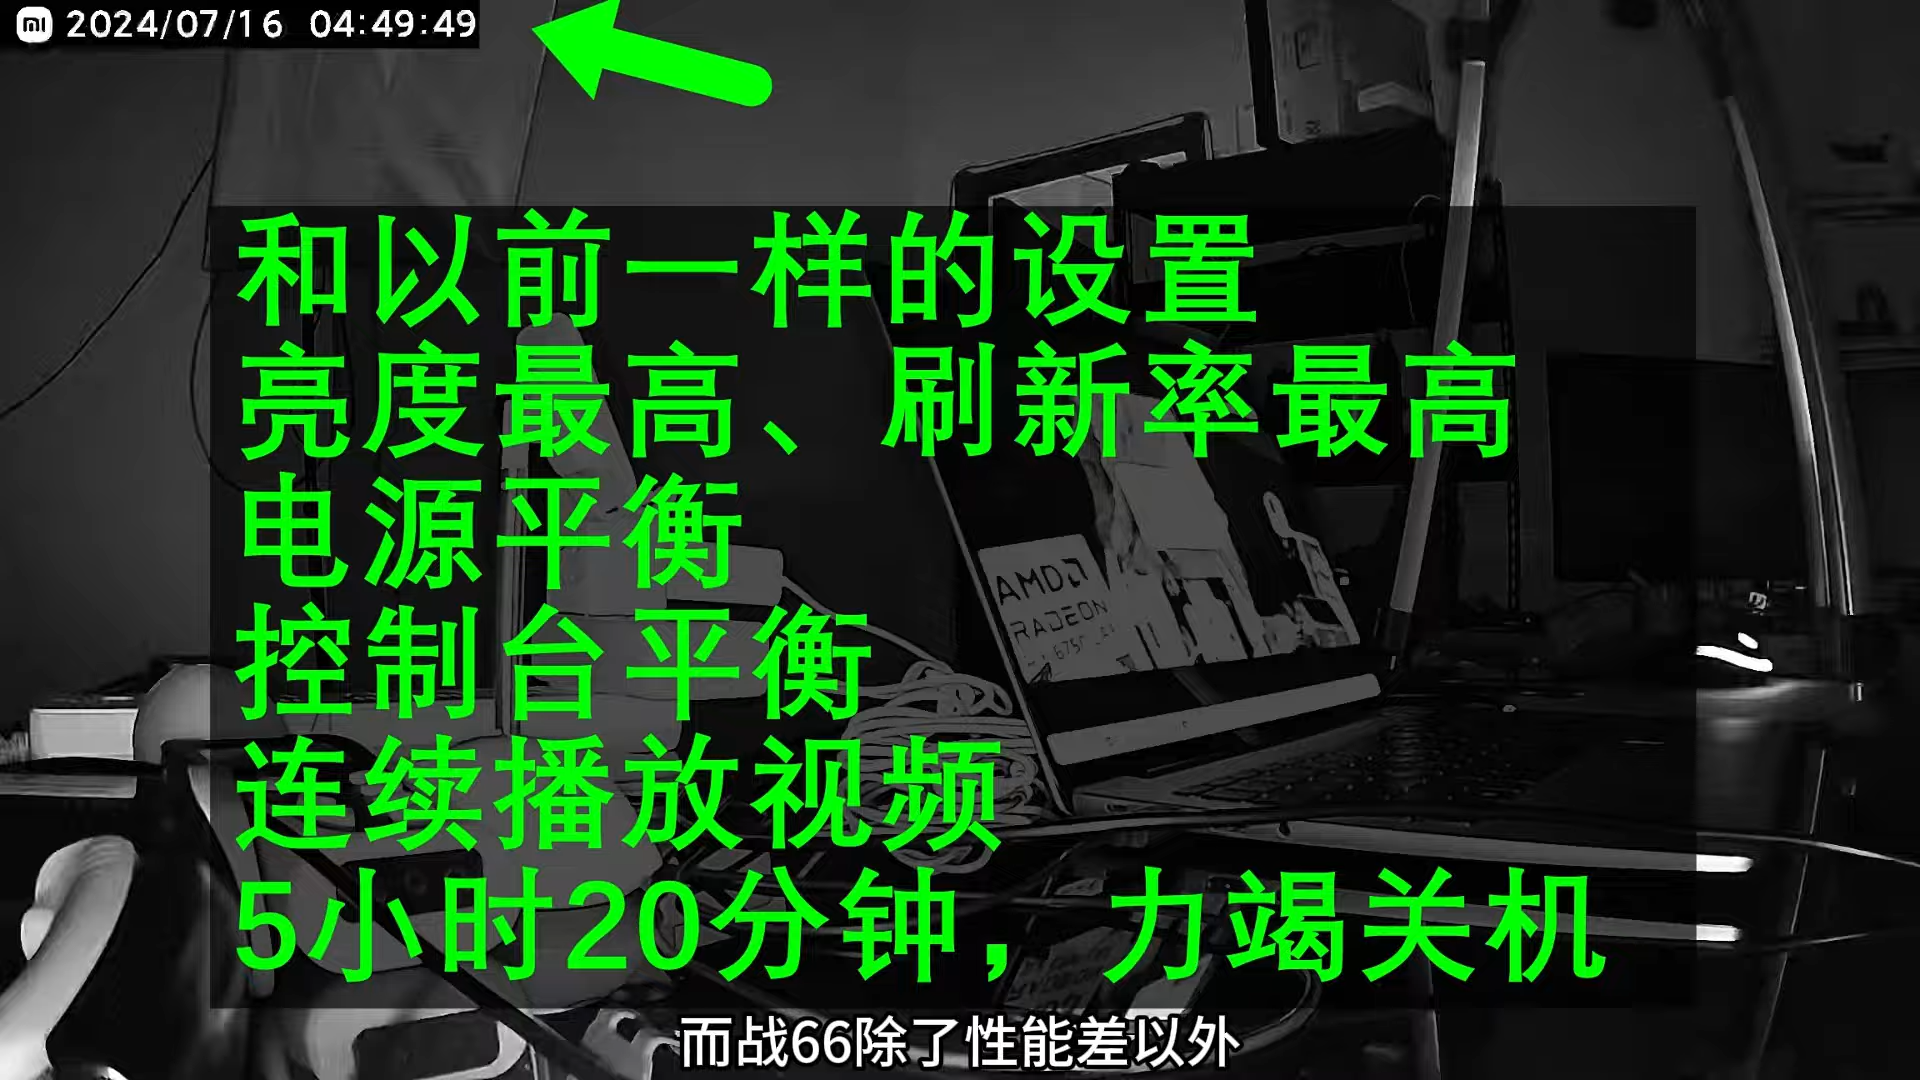 2024/07/16 04:49:49
和以前一样的设置
亮度最高、刷新率最高
电源平衡
控制台平衡
连续播放视频
5小时20分钟，力竭关机
AMD
RADEON
而战66除了性能差以外